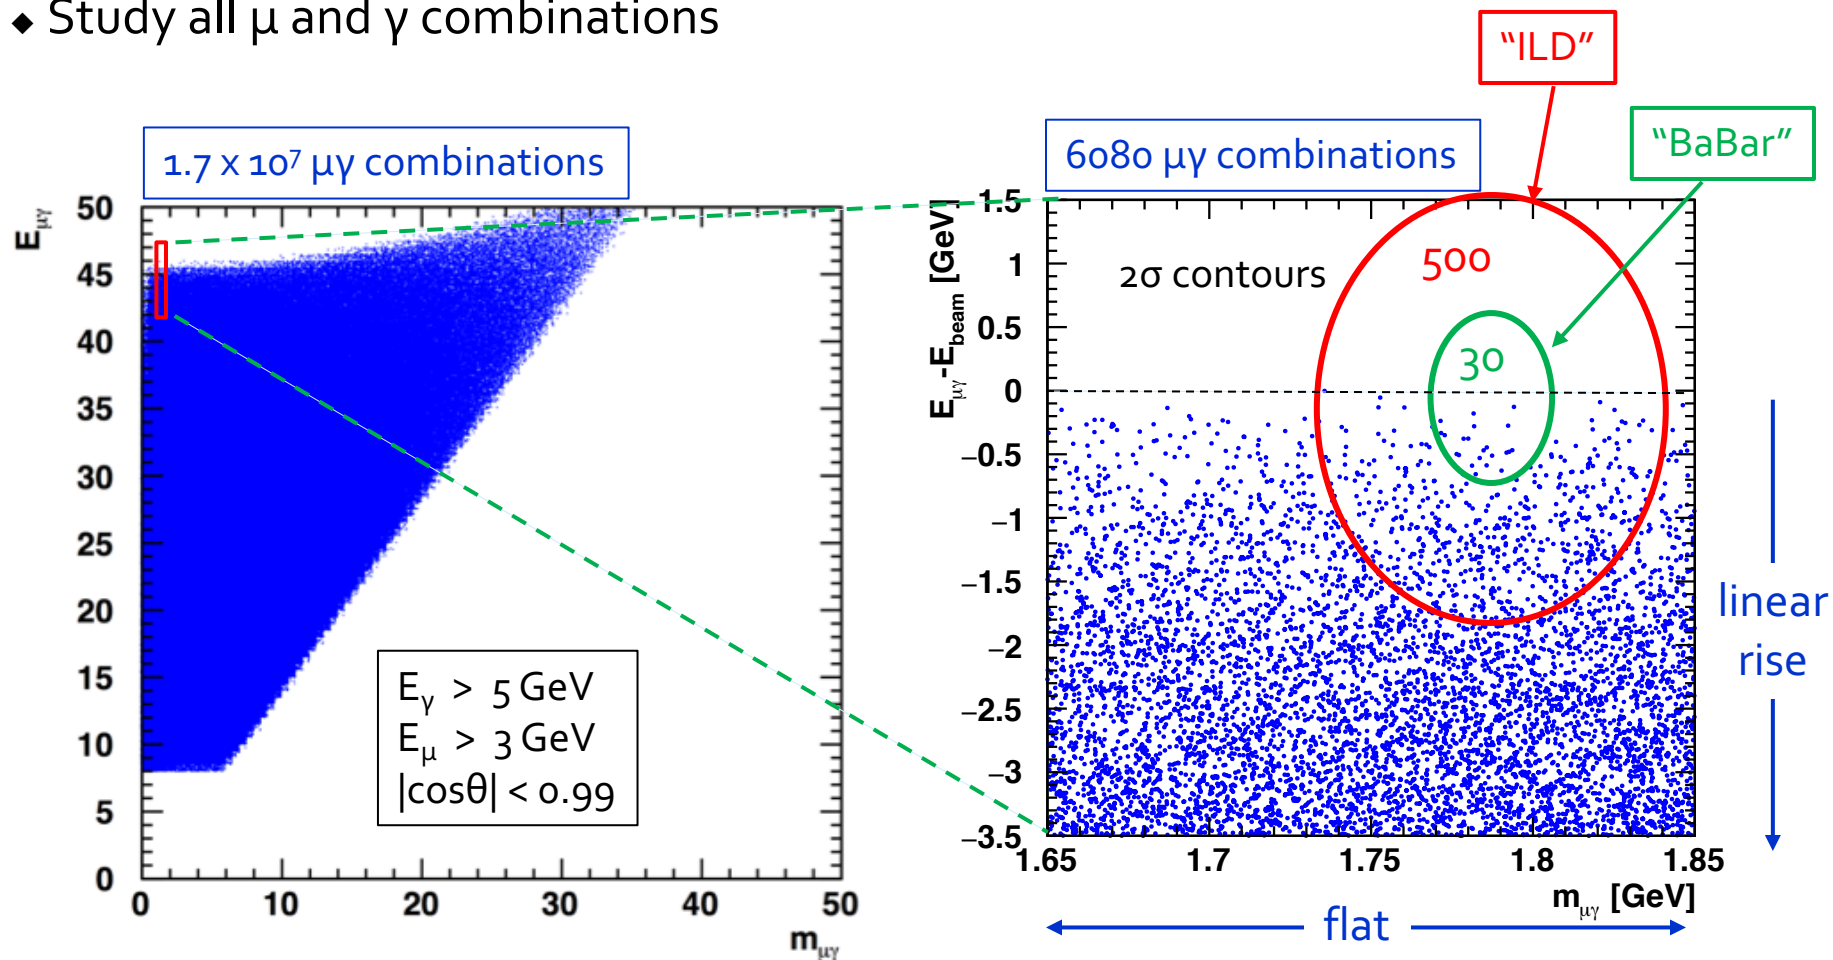 ◆ Study all μ and γ combinations
"ILD"
"BaBar"
1.7 x 10⁷ μγ combinations
6080 μγ combinations
E_μγ
50
45
40
35
30
25
20
15
10
5
0
0 10 20 30 40 50
m_μγ
E_γ > 5 GeV
E_μ > 3 GeV
|cosθ| < 0.99
E_μγ-E_beam [GeV]
1.5
1
0.5
0
−0.5
−1
−1.5
−2
−2.5
−3
−3.5
2σ contours
500
30
1.65 1.7 1.75 1.8 1.85
m_μγ [GeV]
flat
linear
rise